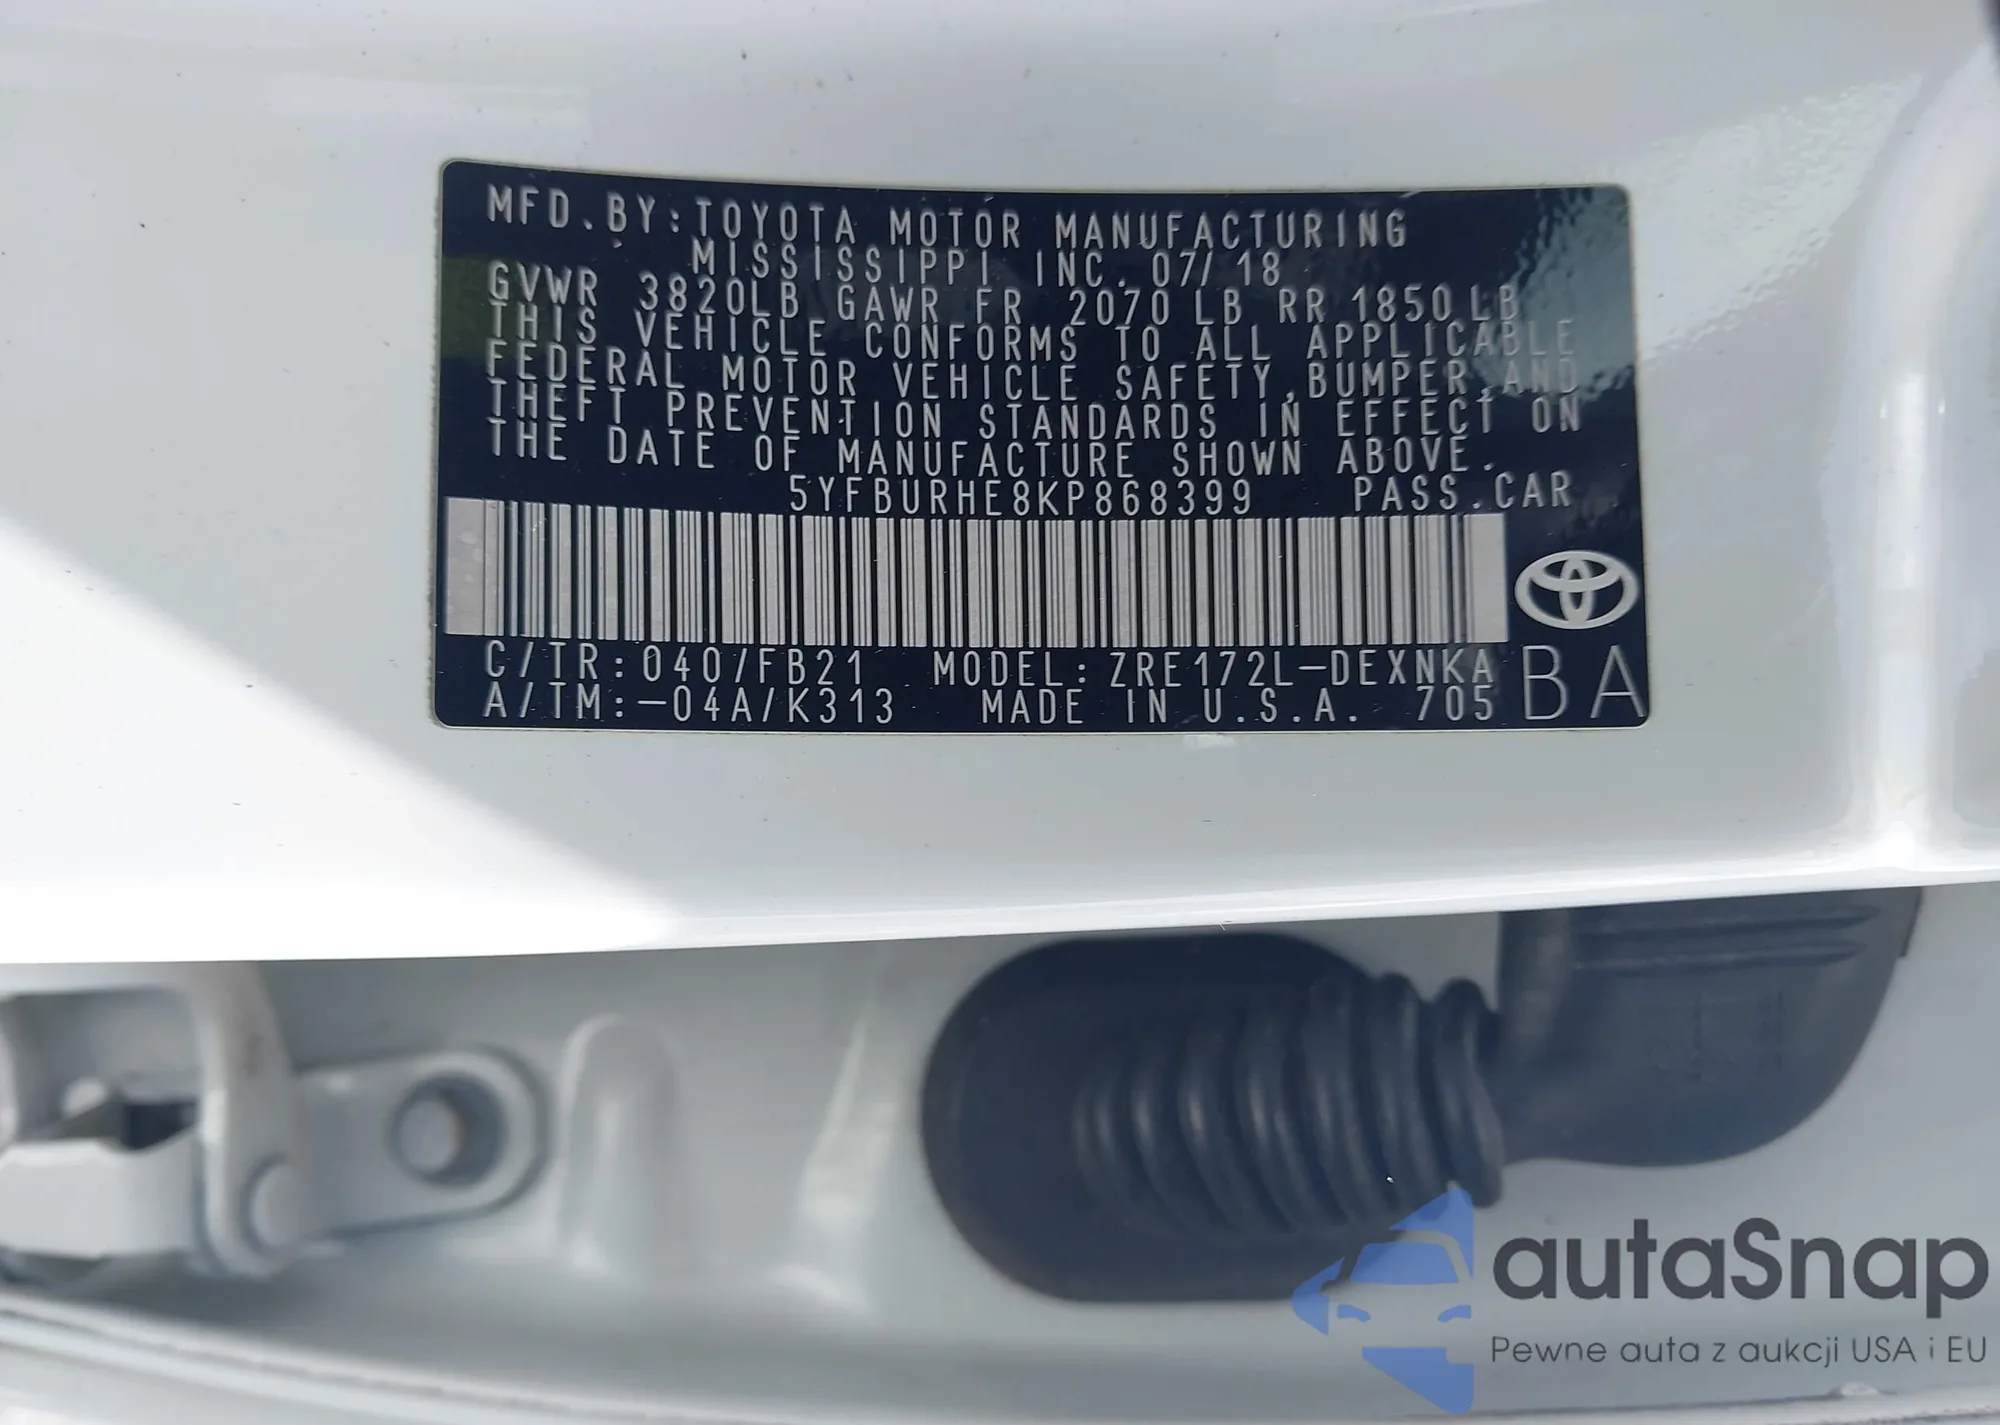 MFD.BY:TOYOTA MOTOR MANUFACTURING
MISSISSIPPI INC. 07/18
GVWR 3820LB GAWR FR 2070 LB RR 1850 LB
THIS VEHICLE CONFORMS TO ALL APPLICABLE
FEDERAL MOTOR VEHICLE SAFETY,BUMPER,AND
THEFT PREVENTION STANDARDS IN EFFECT ON
THE DATE OF MANUFACTURE SHOWN ABOVE.
5YFBURHE8KP868399 PASS.CAR
C/TR:040/FB21 MODEL:ZRE172L-DEXNKA
A/TM:-04A/K313 MADE IN U.S.A. 705 BA
autaSnap
Pewne auta z aukcji USA i EU